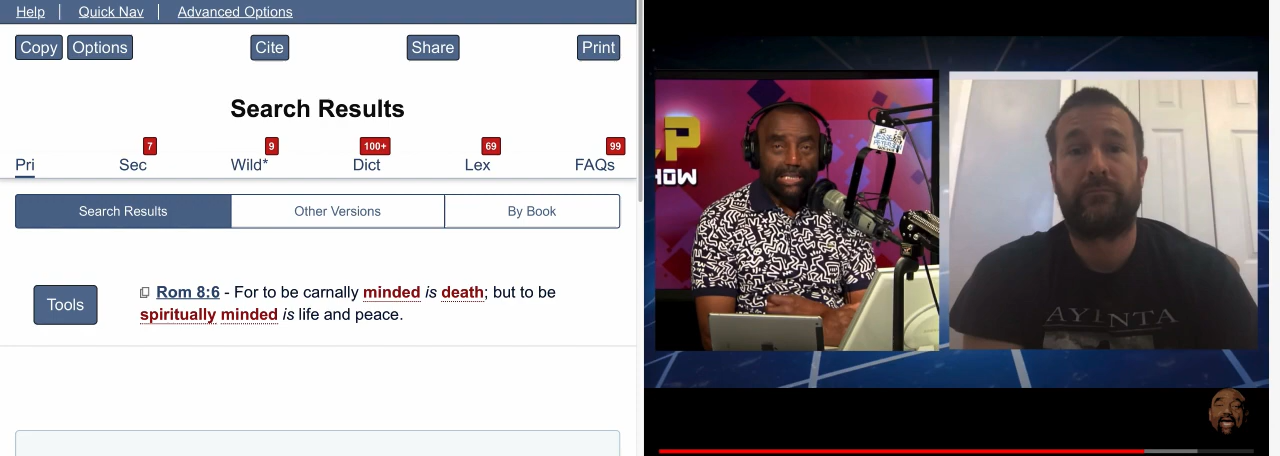 Help
Quick Nav
Advanced Options
Copy
Options
Cite
Share
Print
Search Results
7
9
100+
69
99
Pri
Sec
Wild*
Dict
Lex
FAQs
Search Results
Other Versions
By Book
Tools
Rom 8:6 - For to be carnally minded is death; but to be
spiritually minded is life and peace.
JESSE
AYINTA